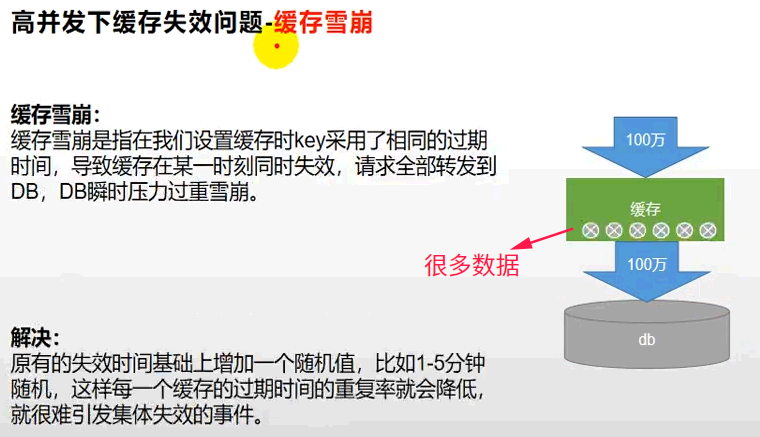 高并发下缓存失效问题-缓存雪崩
缓存雪崩：
缓存雪崩是指在我们设置缓存时key采用了相同的过期
时间，导致缓存在某一时刻同时失效，请求全部转发到
DB，DB瞬时压力过重雪崩。
100万
缓存
很多数据
100万
db
解决：
原有的失效时间基础上增加一个随机值，比如1-5分钟
随机，这样每一个缓存的过期时间的重复率就会降低，
就很难引发集体失效的事件。